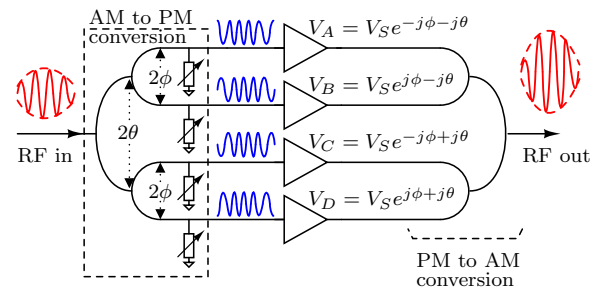 AM to PM
conversion
V_A = V_S e^{-jϕ-jθ}
2ϕ
V_B = V_S e^{jϕ-jθ}
2θ
RF in
RF out
V_C = V_S e^{-jϕ+jθ}
2ϕ
V_D = V_S e^{jϕ+jθ}
PM to AM
conversion